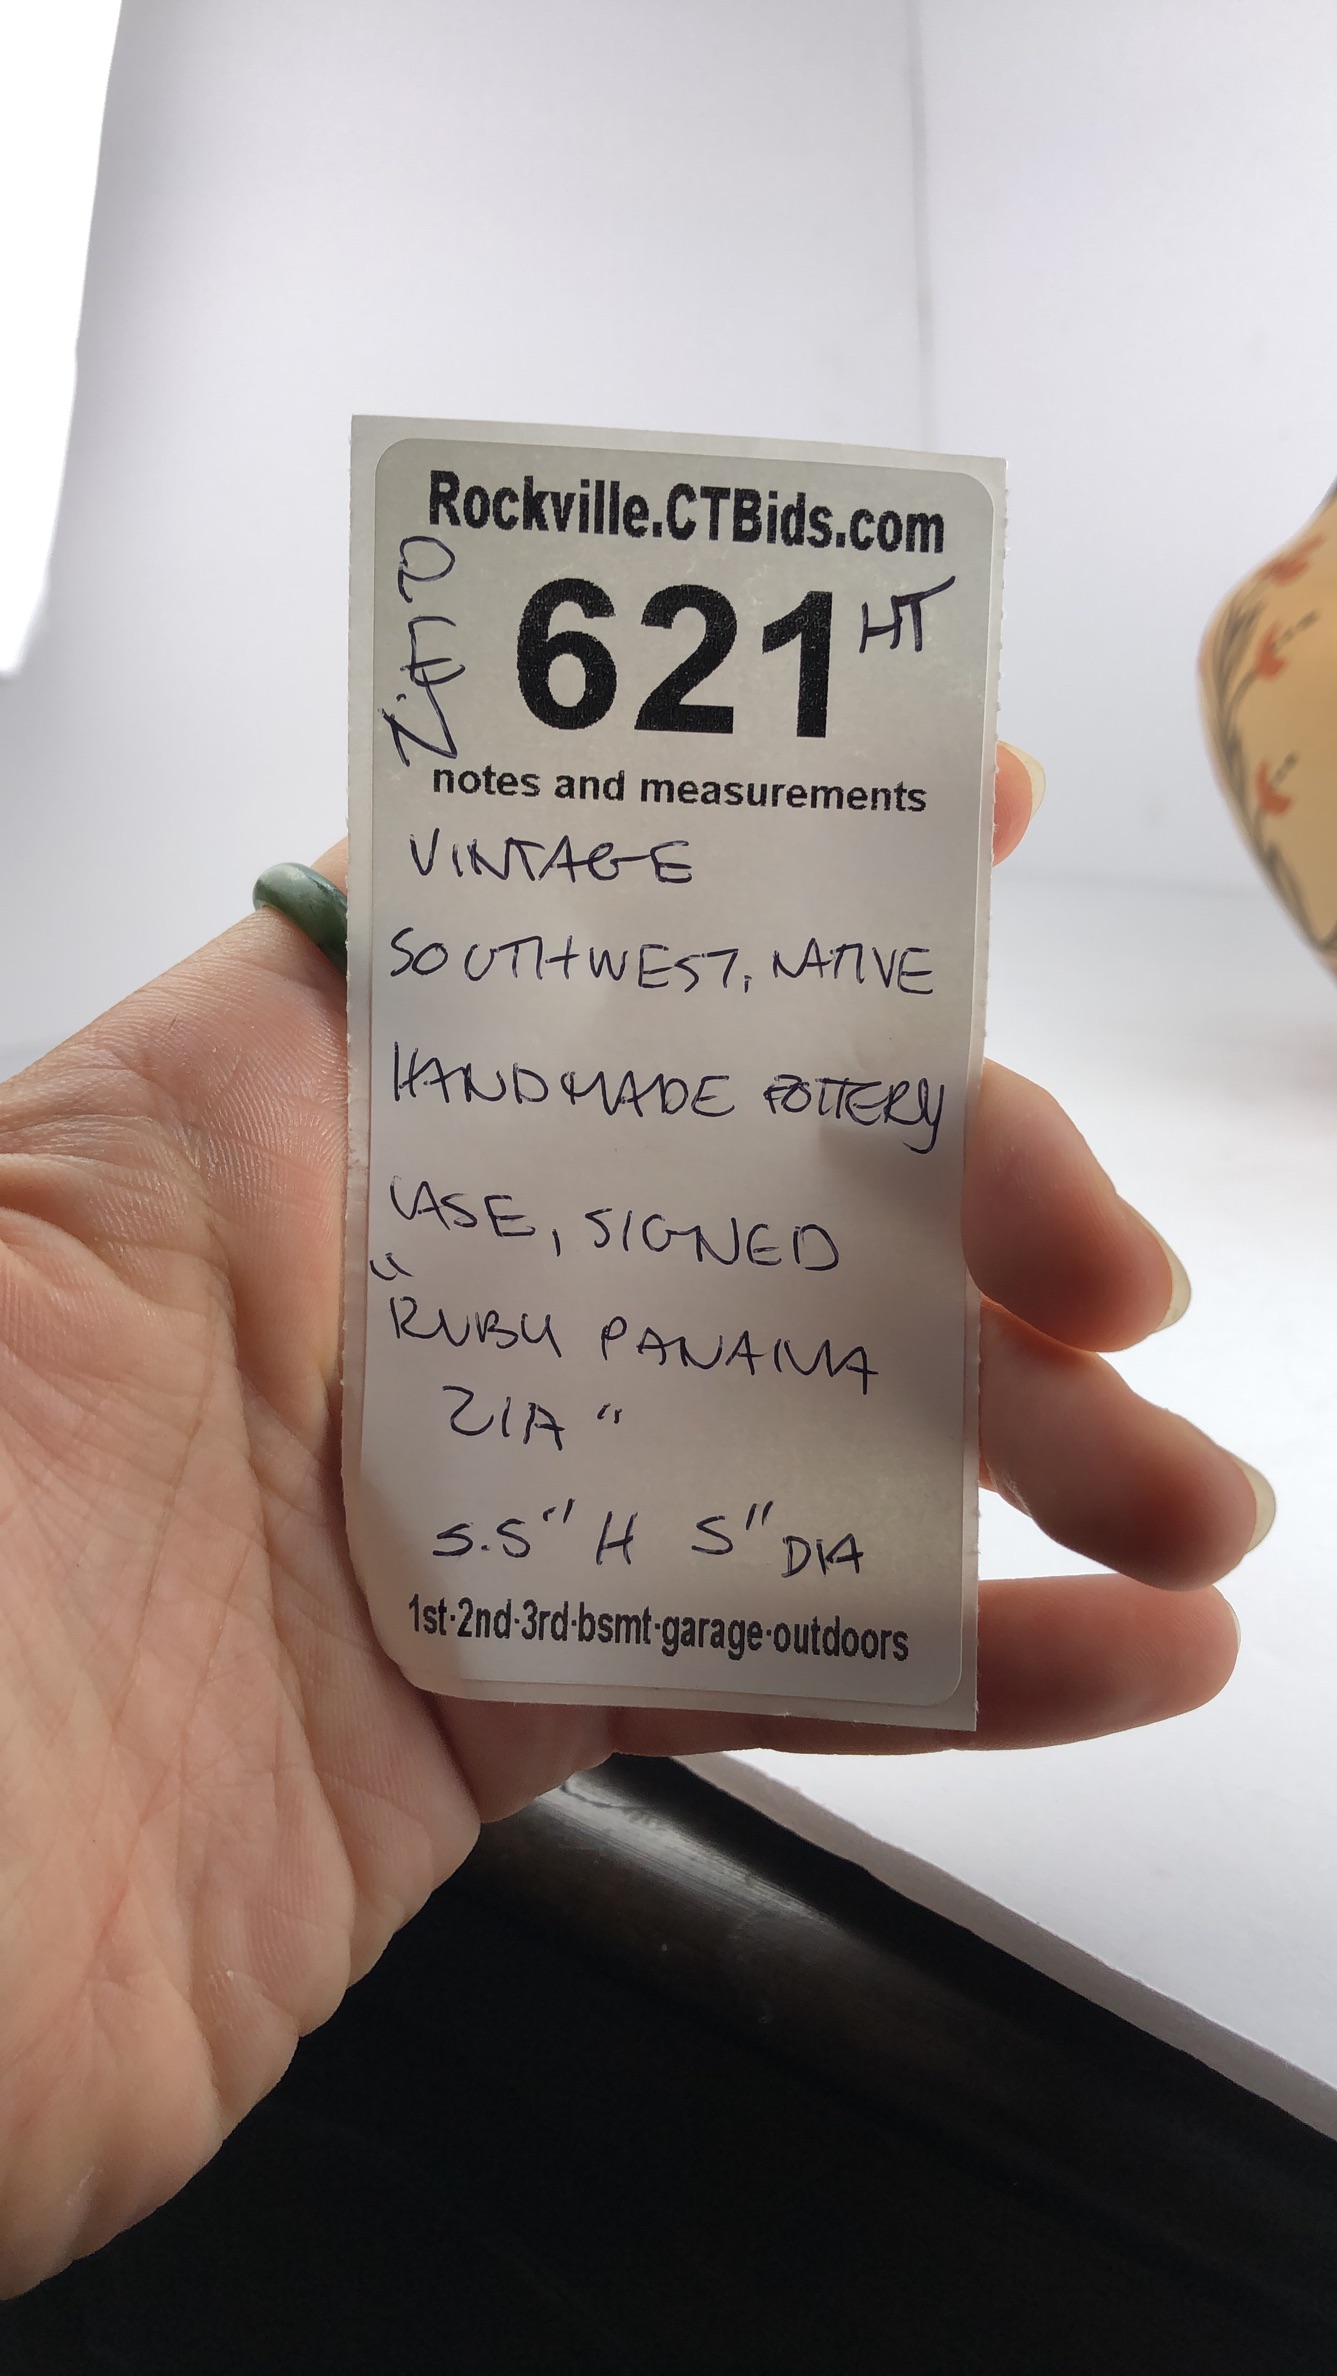 Rockville.CTBids.com
621 HT
notes and measurements
VINTAGE
SOUTHWEST, NATIVE
HANDMADE POTTERY
VASE, SIGNED
"RUBY PANAMA
ZIA"
5.5" H 5" DIA
1st·2nd·3rd·bsmt·garage·outdoors